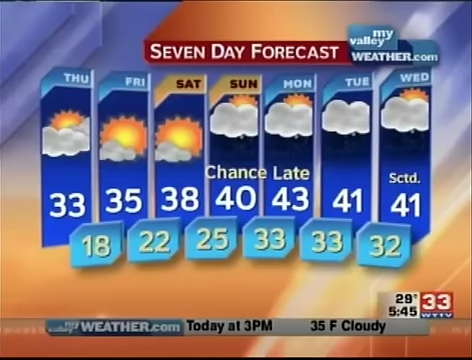 SEVEN DAY FORECAST
my
valley
WEATHER.com
THU FRI SAT SUN MON TUE WED
Chance Late
Sctd.
33 35 38 40 43 41 41
18 22 25 33 33 32
29° 33
5:45 WYTV
my
valley WEATHER.com Today at 3PM 35 F Cloudy